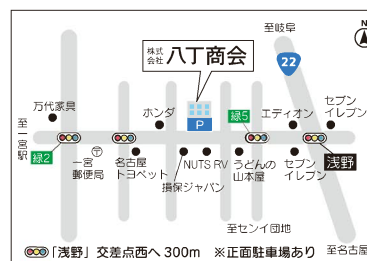 N
至岐阜
株式
会社
八丁商会
22
万代家具
ホンダ
P
緑5
エディオン
セブン
イレブン
至一宮駅
緑2
一宮
郵便局
〒
名古屋
トヨペット
損保ジャパン
NUTS RV
うどんの
山本屋
セブン
イレブン
浅野
至センイ団地
至名古屋
「浅野」交差点西へ300m ※正面駐車場あり